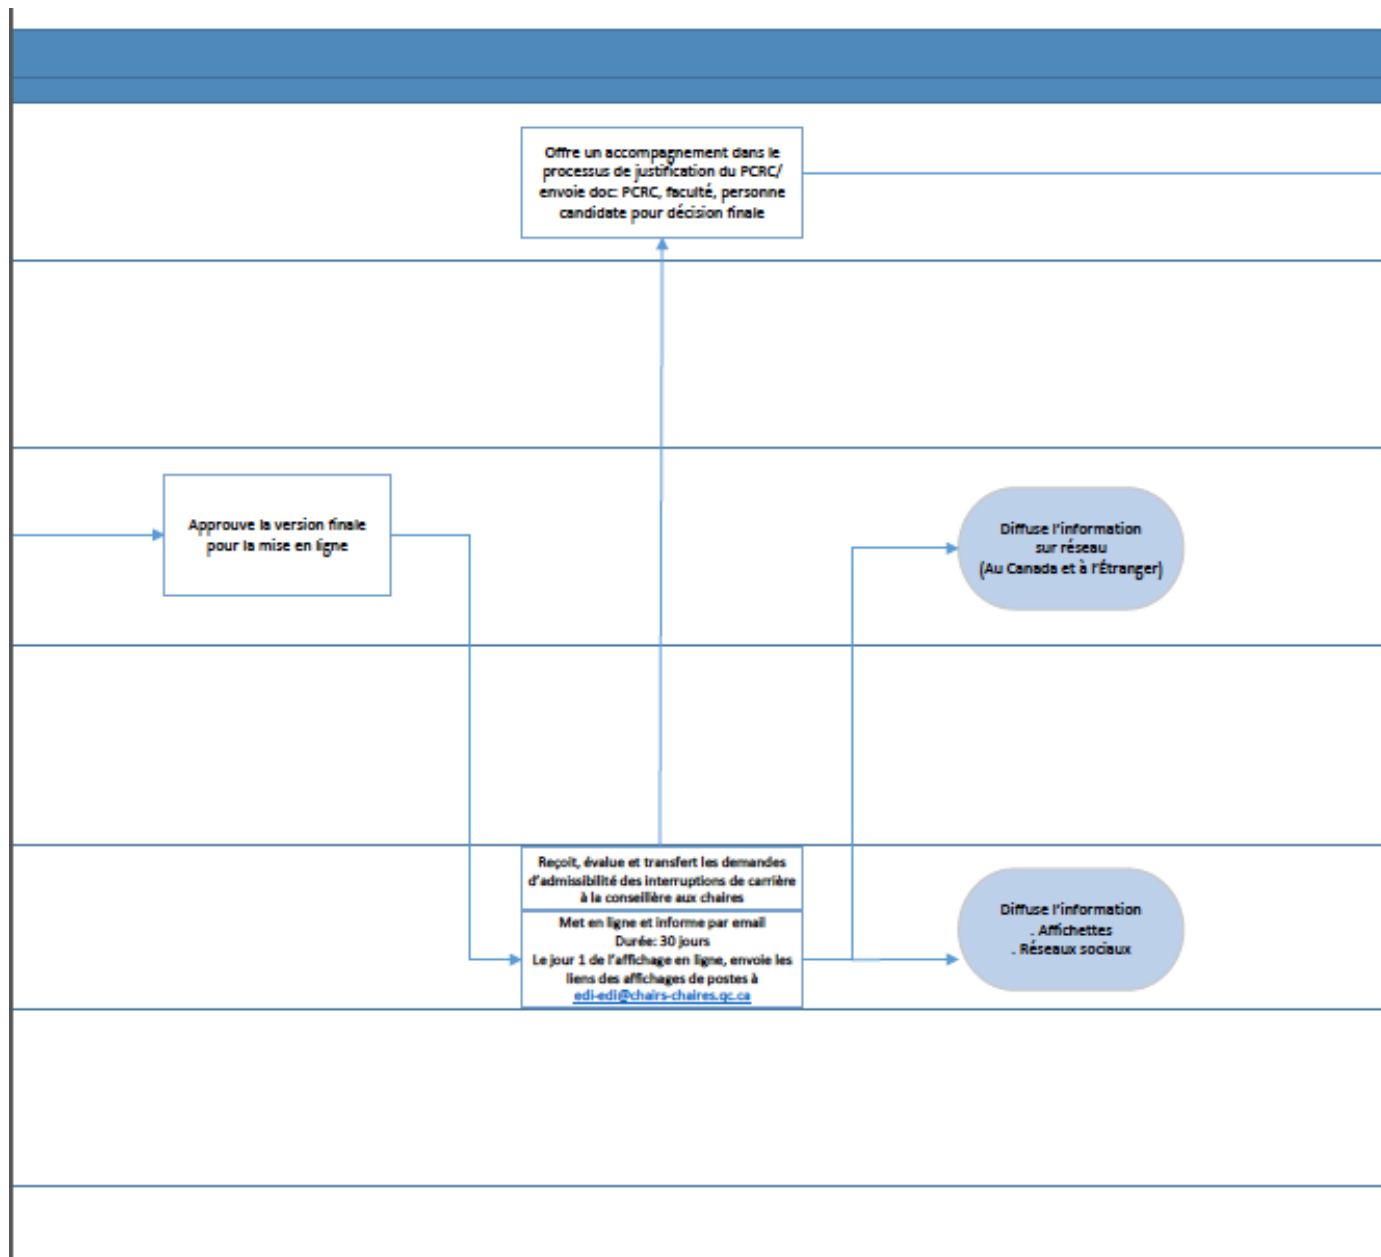 Offre un accompagnement dans le
processus de justification du PCRC/
envoie doc: PCRC, faculté, personne
candidate pour décision finale
Approuve la version finale
pour la mise en ligne
Diffuse l'information
sur réseau
(Au Canada et à l'Étranger)
Reçoit, évalue et transfert les demandes
d'admissibilité des interruptions de carrière
à la conseillère aux chaires
Met en ligne et informe par email
Durée: 30 jours
Le jour 1 de l'affichage en ligne, envoie les
liens des affichages de postes à
edi-edi@chairs-chaires.qc.ca
Diffuse l'information
. Affichettes
. Réseaux sociaux